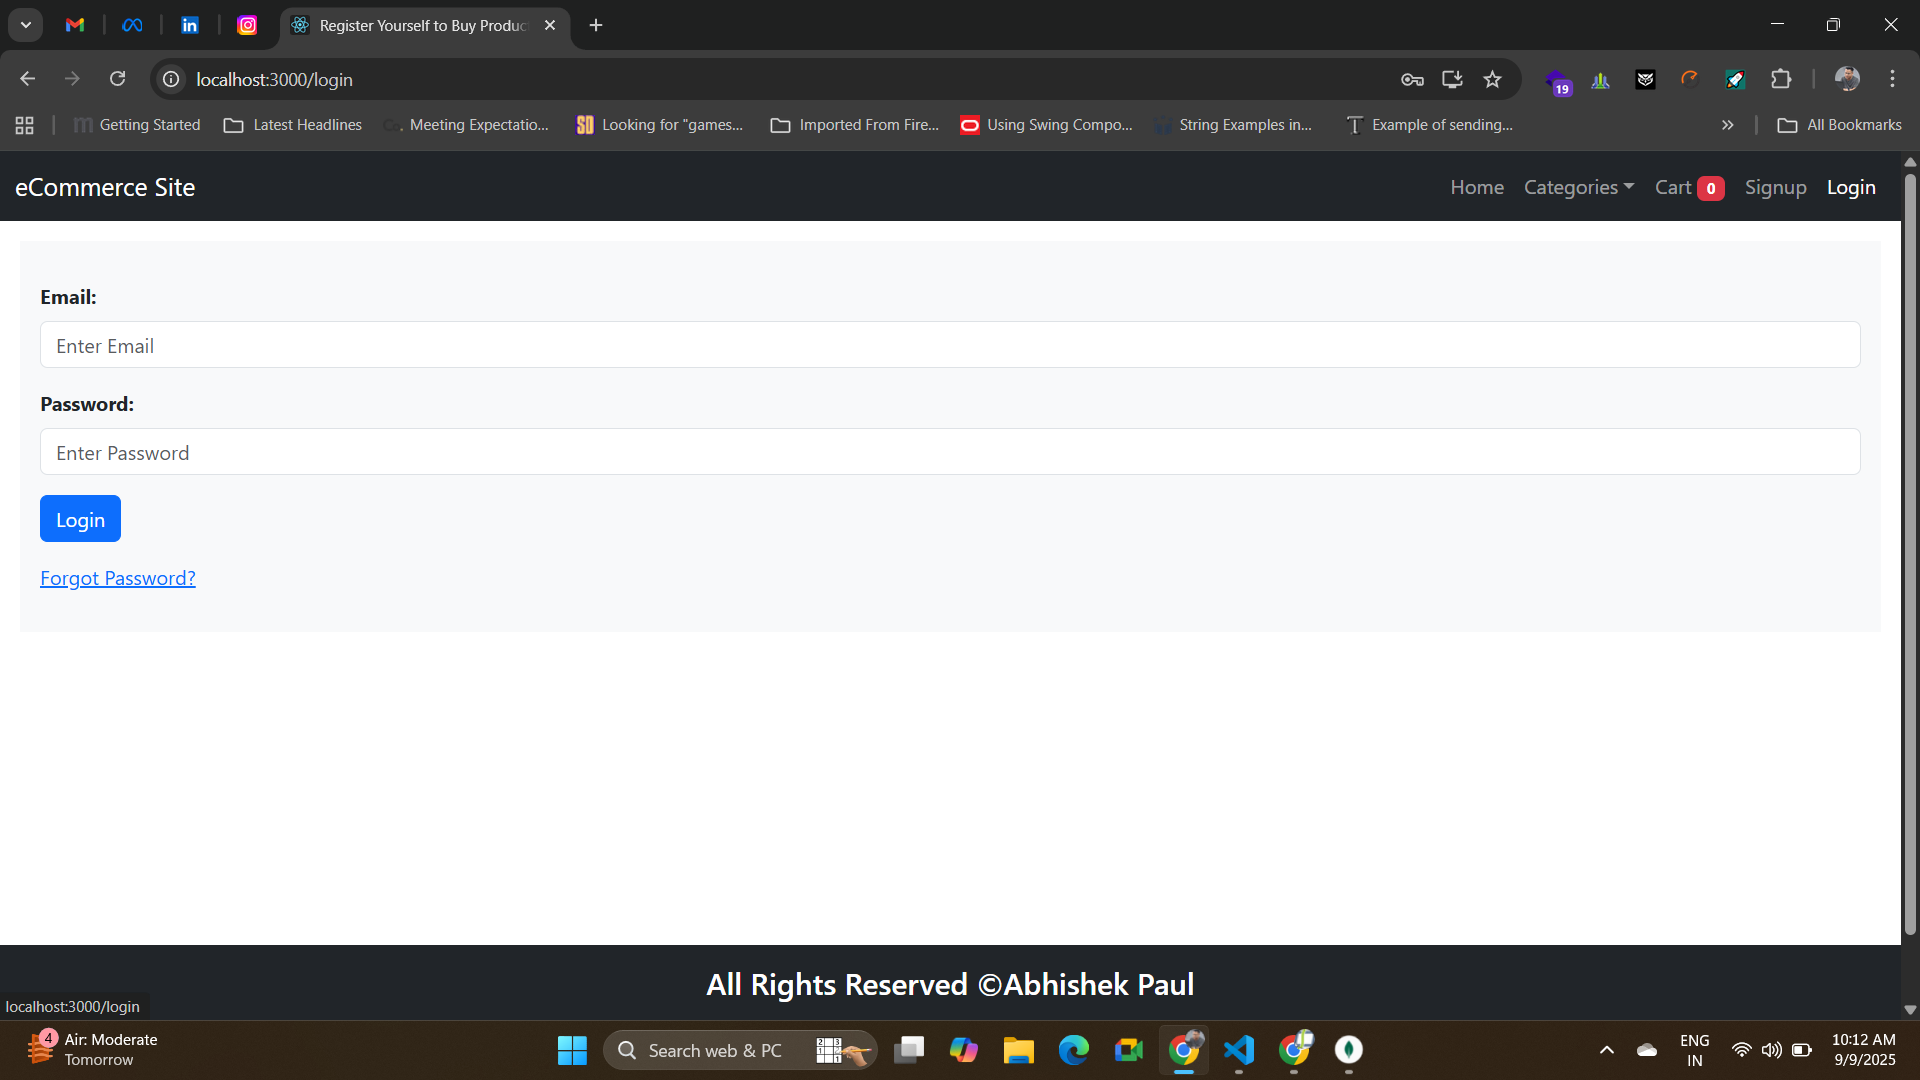 Register Yourself to Buy Produc
localhost:3000/login
19
Getting Started
Latest Headlines
Meeting Expectatio...
Looking for "games...
Imported From Fire...
Using Swing Compo...
String Examples in...
Example of sending...
All Bookmarks
eCommerce Site
Home
Categories
Cart 0
Signup
Login
Email:
Enter Email
Password:
Enter Password
Login
Forgot Password?
All Rights Reserved ©Abhishek Paul
localhost:3000/login
4
Air: Moderate
Tomorrow
Search web & PC
ENG
IN
10:12 AM
9/9/2025